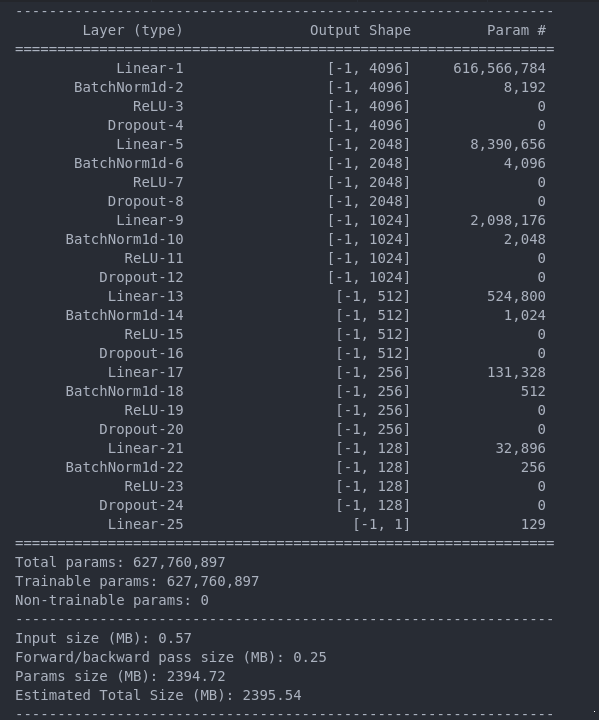 ----------------------------------------------------------------
        Layer (type)               Output Shape         Param #
================================================================
            Linear-1                 [-1, 4096]     616,566,784
       BatchNorm1d-2                 [-1, 4096]           8,192
              ReLU-3                 [-1, 4096]               0
           Dropout-4                 [-1, 4096]               0
            Linear-5                 [-1, 2048]       8,390,656
       BatchNorm1d-6                 [-1, 2048]           4,096
              ReLU-7                 [-1, 2048]               0
           Dropout-8                 [-1, 2048]               0
            Linear-9                 [-1, 1024]       2,098,176
      BatchNorm1d-10                 [-1, 1024]           2,048
             ReLU-11                 [-1, 1024]               0
          Dropout-12                 [-1, 1024]               0
           Linear-13                  [-1, 512]         524,800
      BatchNorm1d-14                  [-1, 512]           1,024
             ReLU-15                  [-1, 512]               0
          Dropout-16                  [-1, 512]               0
           Linear-17                  [-1, 256]         131,328
      BatchNorm1d-18                  [-1, 256]             512
             ReLU-19                  [-1, 256]               0
          Dropout-20                  [-1, 256]               0
           Linear-21                  [-1, 128]          32,896
      BatchNorm1d-22                  [-1, 128]             256
             ReLU-23                  [-1, 128]               0
          Dropout-24                  [-1, 128]               0
           Linear-25                    [-1, 1]             129
================================================================
Total params: 627,760,897
Trainable params: 627,760,897
Non-trainable params: 0
----------------------------------------------------------------
Input size (MB): 0.57
Forward/backward pass size (MB): 0.25
Params size (MB): 2394.72
Estimated Total Size (MB): 2395.54
----------------------------------------------------------------